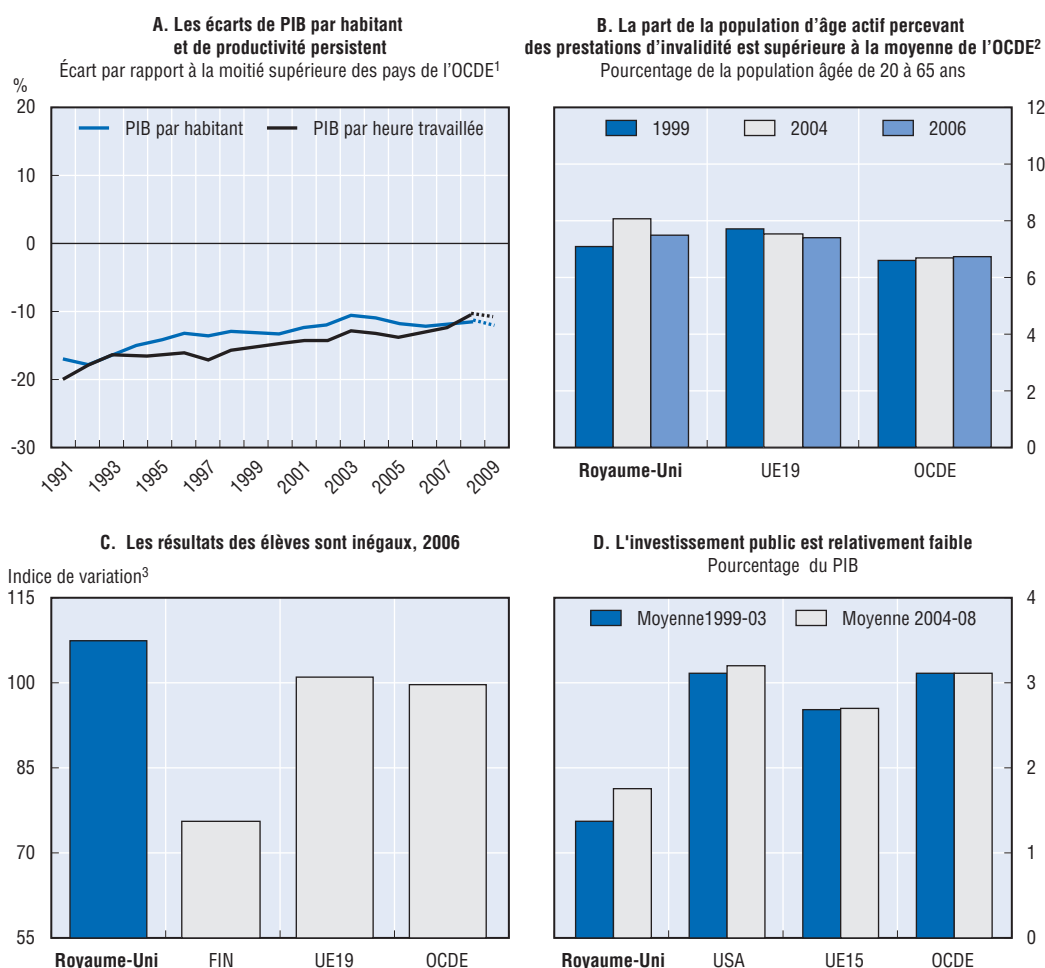 A. Les écarts de PIB par habitant
et de productivité persistent
Écart par rapport à la moitié supérieure des pays de l'OCDE1
%
20
10
0
-10
-20
-30
PIB par habitant
PIB par heure travaillée
1991
1993
1995
1997
1999
2001
2003
2005
2007
2009
B. La part de la population d'âge actif percevant
des prestations d'invalidité est supérieure à la moyenne de l'OCDE2
Pourcentage de la population âgée de 20 à 65 ans
1999
2004
2006
12
10
8
6
4
2
0
Royaume-Uni
UE19
OCDE
C. Les résultats des élèves sont inégaux, 2006
Indice de variation3
115
100
85
70
55
Royaume-Uni
FIN
UE19
OCDE
D. L'investissement public est relativement faible
Pourcentage du PIB
Moyenne1999-03
Moyenne 2004-08
4
3
2
1
0
Royaume-Uni
USA
UE15
OCDE